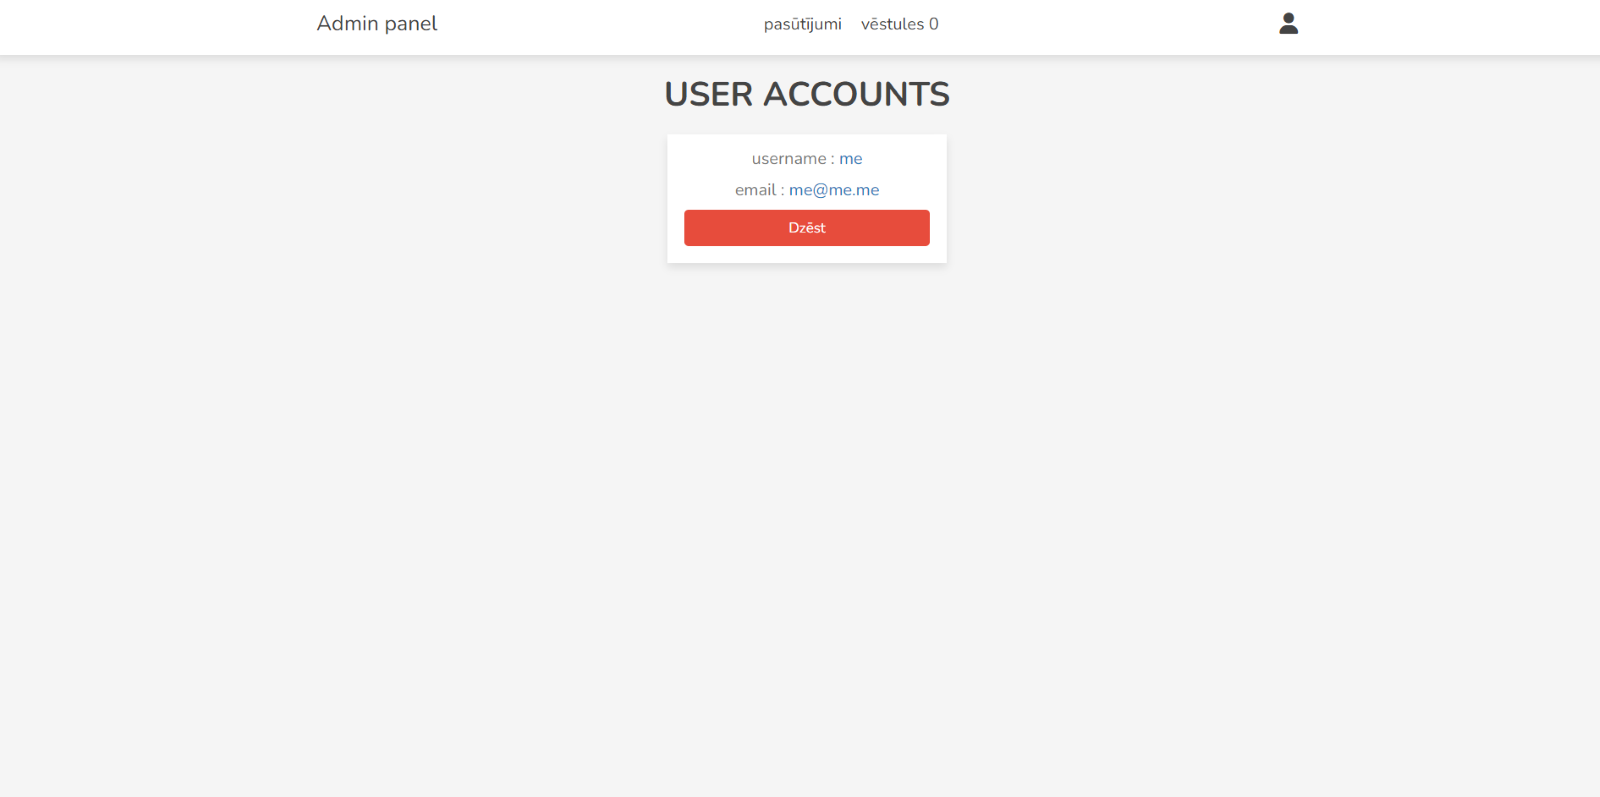 Admin panel pasūtījumi vēstules 0
USER ACCOUNTS
username : me
email : me@me.me
Dzēst